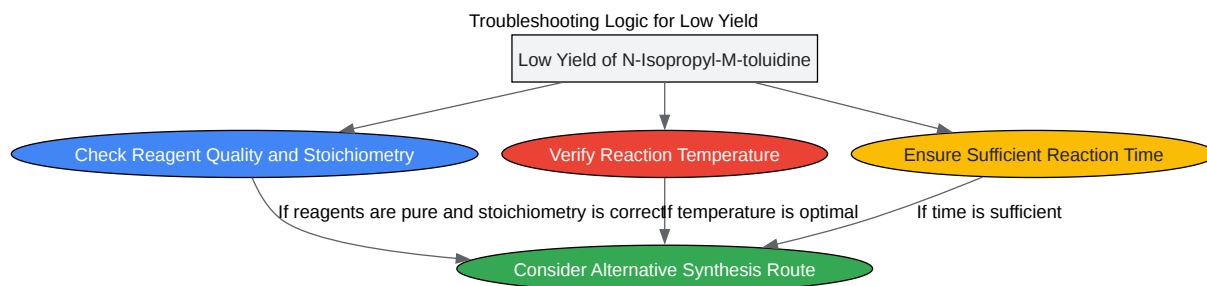 Troubleshooting Logic for Low Yield
Low Yield of N-Isopropyl-M-toluidine
Check Reagent Quality and Stoichiometry
Verify Reaction Temperature
Ensure Sufficient Reaction Time
If reagents are pure and stoichiometry is correct
If temperature is optimal
If time is sufficient
Consider Alternative Synthesis Route